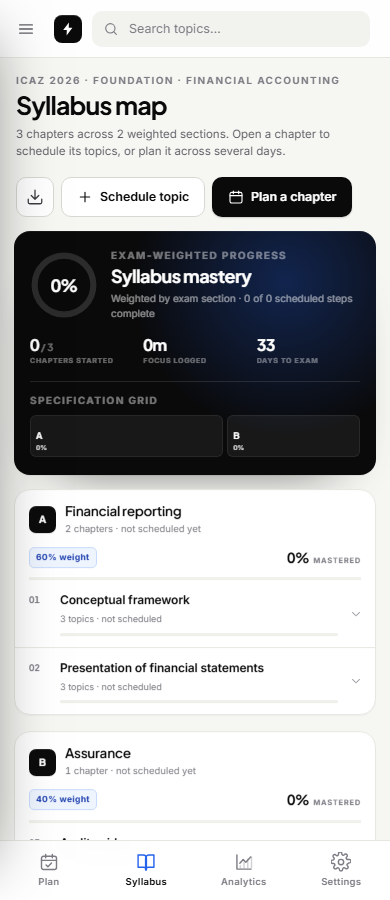 Search topics...
ICAZ 2026 · FOUNDATION · FINANCIAL ACCOUNTING
Syllabus map
3 chapters across 2 weighted sections. Open a chapter to
schedule its topics, or plan it across several days.
Schedule topic
Plan a chapter
0%
EXAM-WEIGHTED PROGRESS
Syllabus mastery
Weighted by exam section · 0 of 0 scheduled steps
complete
0/3
CHAPTERS STARTED
0m
FOCUS LOGGED
33
DAYS TO EXAM
SPECIFICATION GRID
A
0%
B
0%
A
Financial reporting
2 chapters · not scheduled yet
60% weight
0% MASTERED
01
Conceptual framework
3 topics · not scheduled
02
Presentation of financial statements
3 topics · not scheduled
B
Assurance
1 chapter · not scheduled yet
40% weight
0% MASTERED
Plan
Syllabus
Analytics
Settings